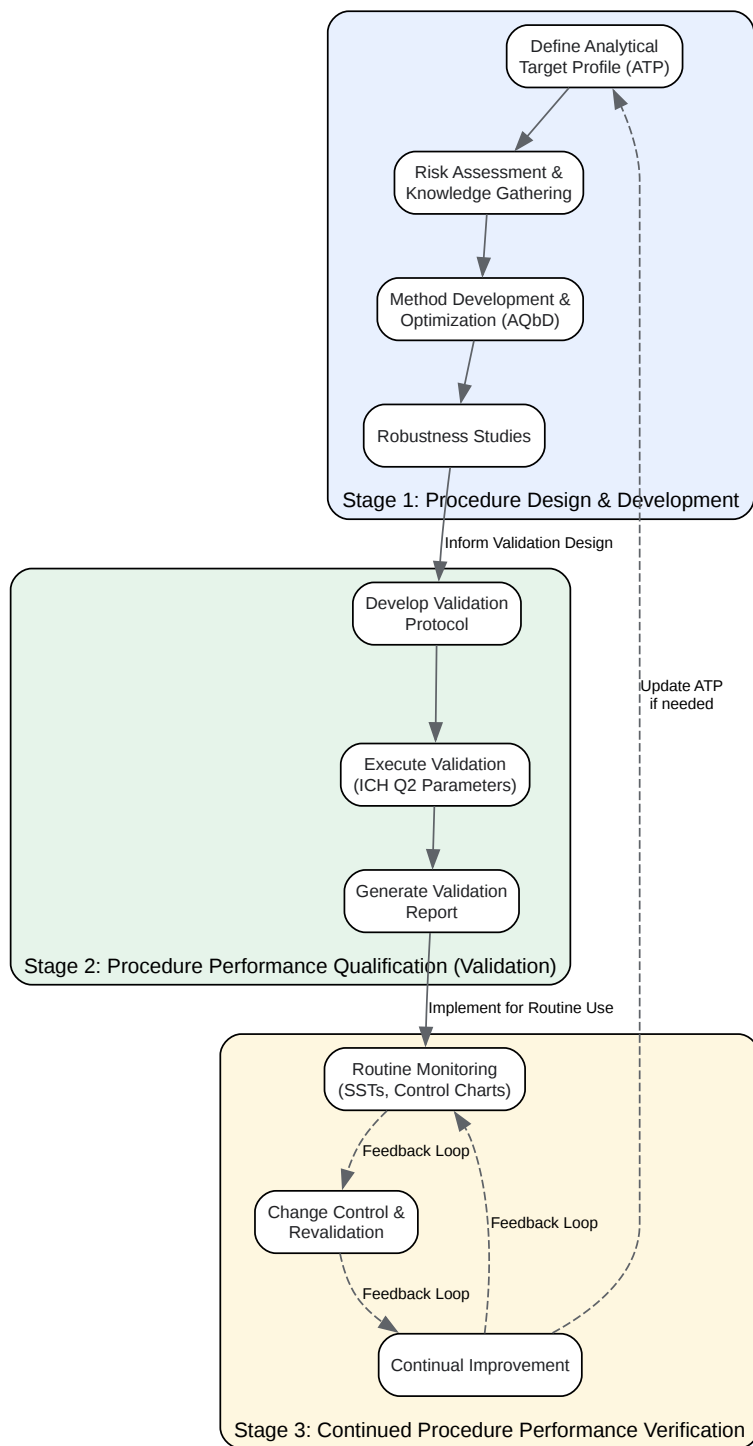 Define Analytical
Target Profile (ATP)
Risk Assessment &
Knowledge Gathering
Method Development &
Optimization (AQbD)
Robustness Studies
Stage 1: Procedure Design & Development
Inform Validation Design
Develop Validation
Protocol
Update ATP
if needed
Execute Validation
(ICH Q2 Parameters)
Generate Validation
Report
Stage 2: Procedure Performance Qualification (Validation)
Implement for Routine Use
Routine Monitoring
(SSTs, Control Charts)
Feedback Loop
Change Control &
Revalidation
Feedback Loop
Feedback Loop
Continual Improvement
Stage 3: Continued Procedure Performance Verification